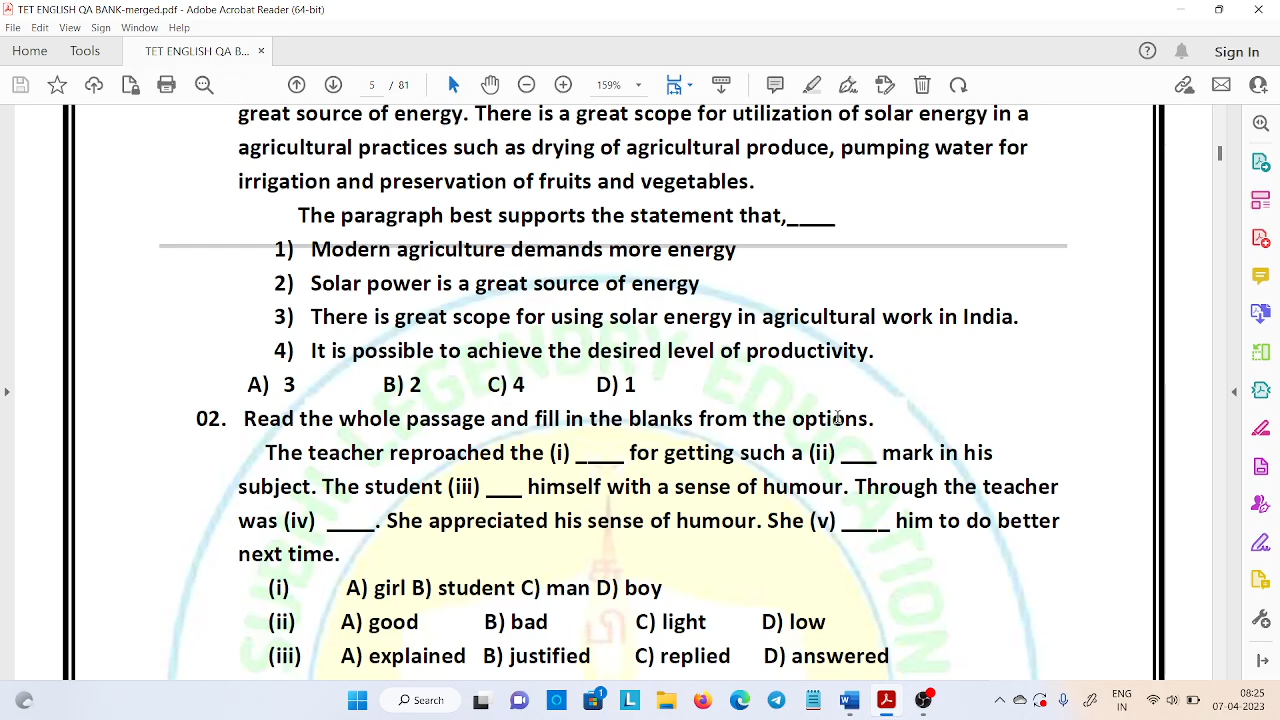 TET ENGLISH QA BANK-merged.pdf - Adobe Acrobat Reader (64-bit)
File Edit View Sign Window Help
Home Tools TET ENGLISH QA B... × Sign In
5 / 81 159%
great source of energy. There is a great scope for utilization of solar energy in a
agricultural practices such as drying of agricultural produce, pumping water for
irrigation and preservation of fruits and vegetables.
The paragraph best supports the statement that,____
1) Modern agriculture demands more energy
2) Solar power is a great source of energy
3) There is great scope for using solar energy in agricultural work in India.
4) It is possible to achieve the desired level of productivity.
A) 3 B) 2 C) 4 D) 1
02. Read the whole passage and fill in the blanks from the options.
The teacher reproached the (i) ____ for getting such a (ii) ___ mark in his
subject. The student (iii) ___ himself with a sense of humour. Through the teacher
was (iv) ____. She appreciated his sense of humour. She (v) ____ him to do better
next time.
(i) A) girl B) student C) man D) boy
(ii) A) good B) bad C) light D) low
(iii) A) explained B) justified C) replied D) answered
Search
ENG
IN
08:25
07-04-2023